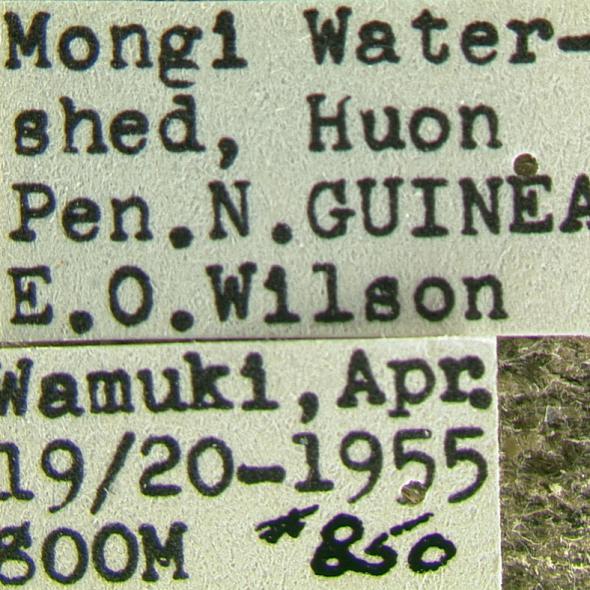 Mongi Water-
shed, Huon
Pen.N.GUINEA
E.O.Wilson
Wamuki,Apr.
19/20-1955
800M #850